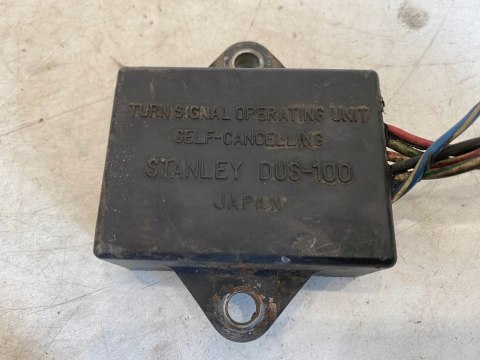 TURN SIGNAL OPERATING UNIT
SELF-CANCELLING
STANLEY DUS-100
JAPAN